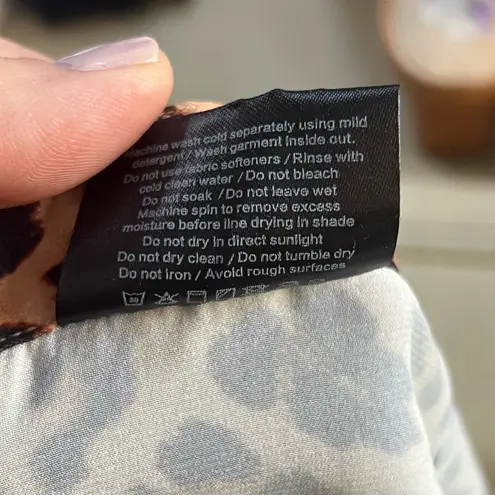 Machine wash cold separately using mild
detergent / Wash garment inside out.
Do not use fabric softeners / Rinse with
cold clean water / Do not bleach
Do not soak / Do not leave wet
Machine spin to remove excess
moisture before line drying in shade
Do not dry in direct sunlight
Do not dry clean / Do not tumble dry
Do not iron / Avoid rough surfaces
30